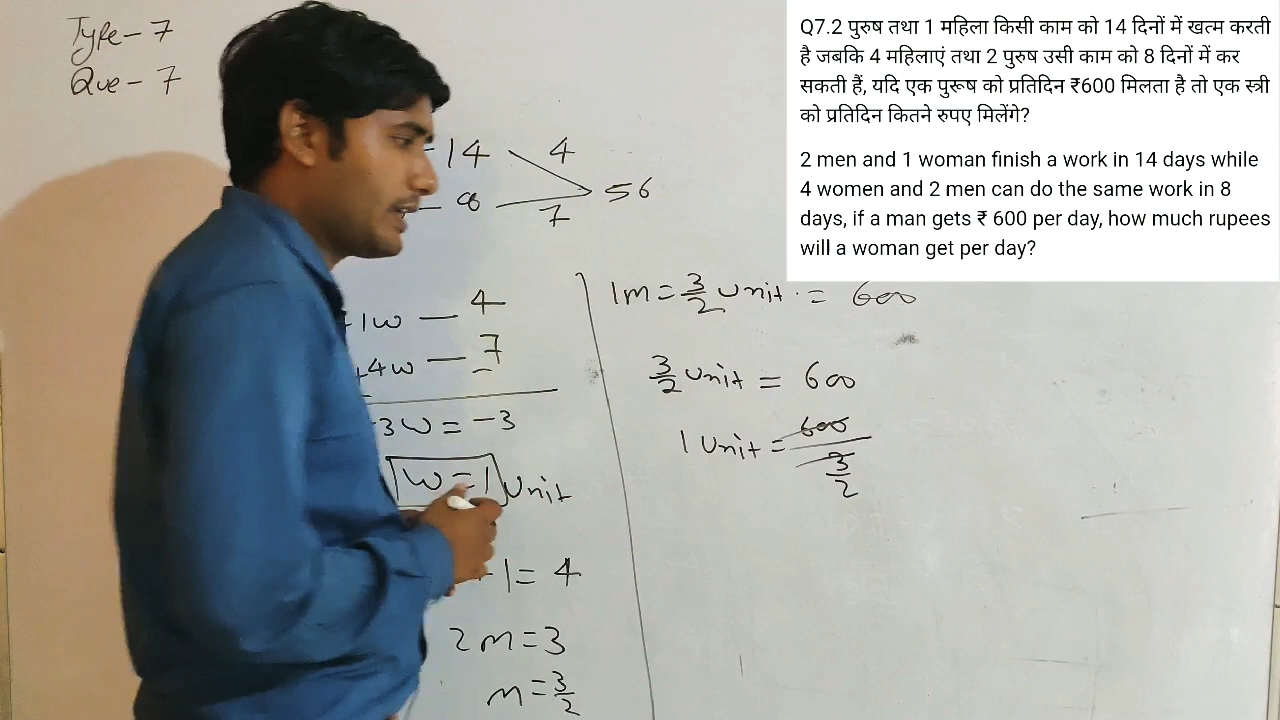 Type - 7
Que - 7
Q7.2 पुरुष तथा 1 महिला किसी काम को 14 दिनों में खत्म करती
है जबकि 4 महिलाएं तथा 2 पुरुष उसी काम को 8 दिनों में कर
सकती हैं, यदि एक पुरूष को प्रतिदिन ₹600 मिलता है तो एक स्त्री
को प्रतिदिन कितने रुपए मिलेंगे?
2 men and 1 woman finish a work in 14 days while
4 women and 2 men can do the same work in 8
days, if a man gets ₹ 600 per day, how much rupees
will a woman get per day?
- 14 4
- 8 7 56
+1w — 4
+4w — 7
-3w = -3
w = 1 Unit
+1 = 4
2m = 3
m = 3/2
1m = 3/2 unit = 600
3/2 unit = 600
1 Unit = 600 / 3/2